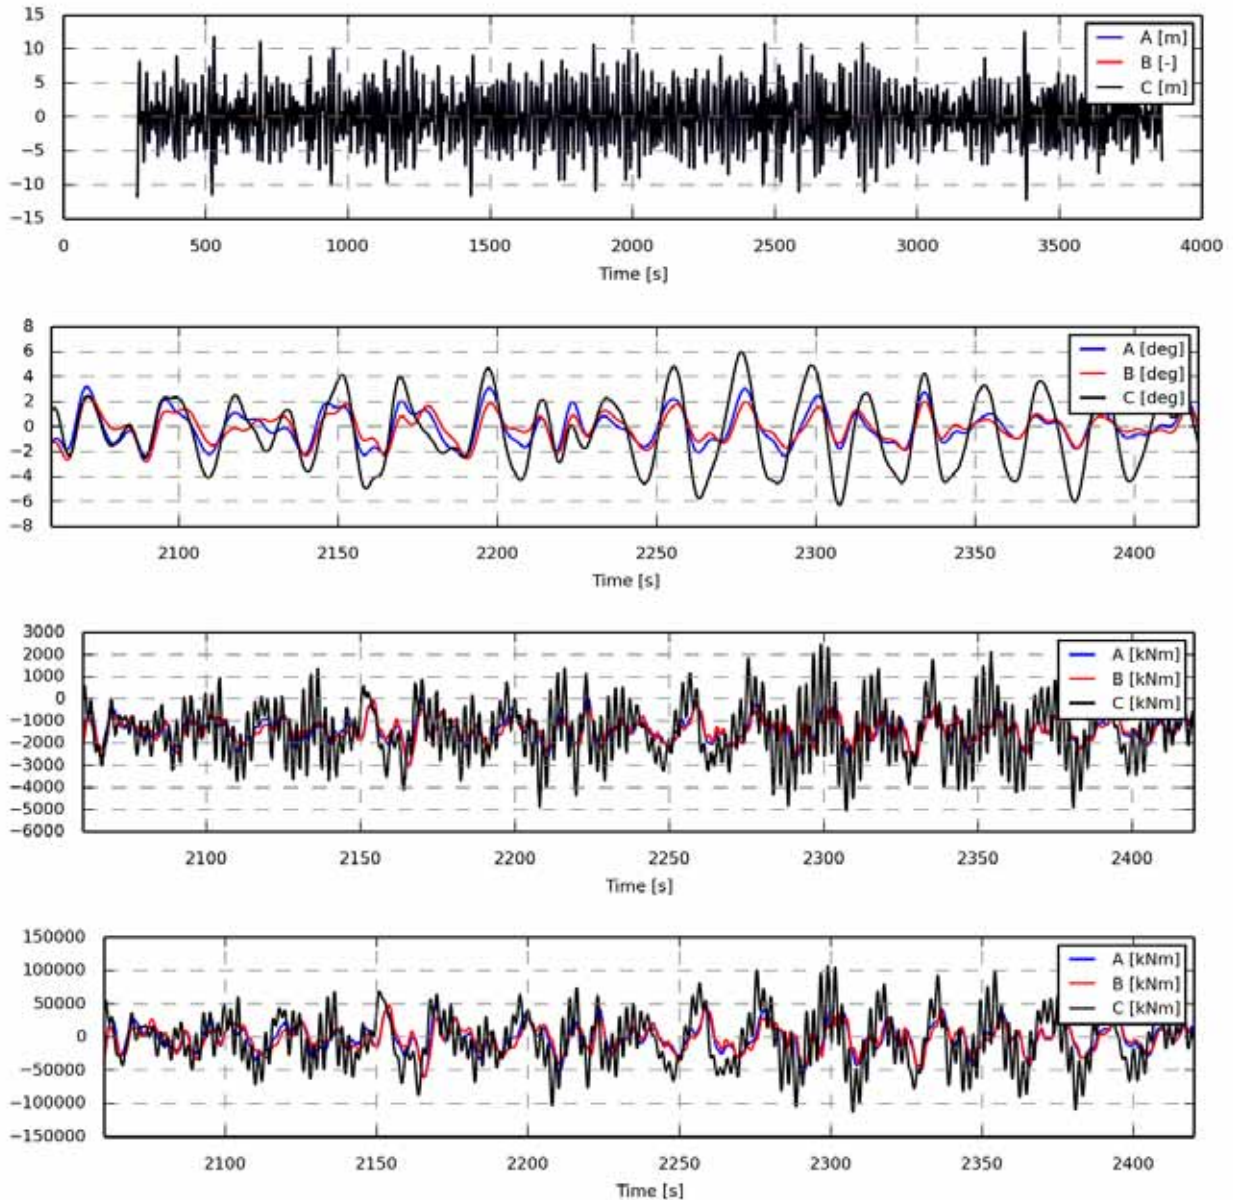 15
10
5
0
−5
−10
−15
A [m]
B [-]
C [m]
0 500 1000 1500 2000 2500 3000 3500 4000
Time [s]
8
6
4
2
0
−2
−4
−6
−8
A [deg]
B [deg]
C [deg]
2100 2150 2200 2250 2300 2350 2400
Time [s]
3000
2000
1000
0
−1000
−2000
−3000
−4000
−5000
−6000
A [kNm]
B [kNm]
C [kNm]
2100 2150 2200 2250 2300 2350 2400
Time [s]
150000
100000
50000
0
−50000
−100000
−150000
A [kNm]
B [kNm]
C [kNm]
2100 2150 2200 2250 2300 2350 2400
Time [s]